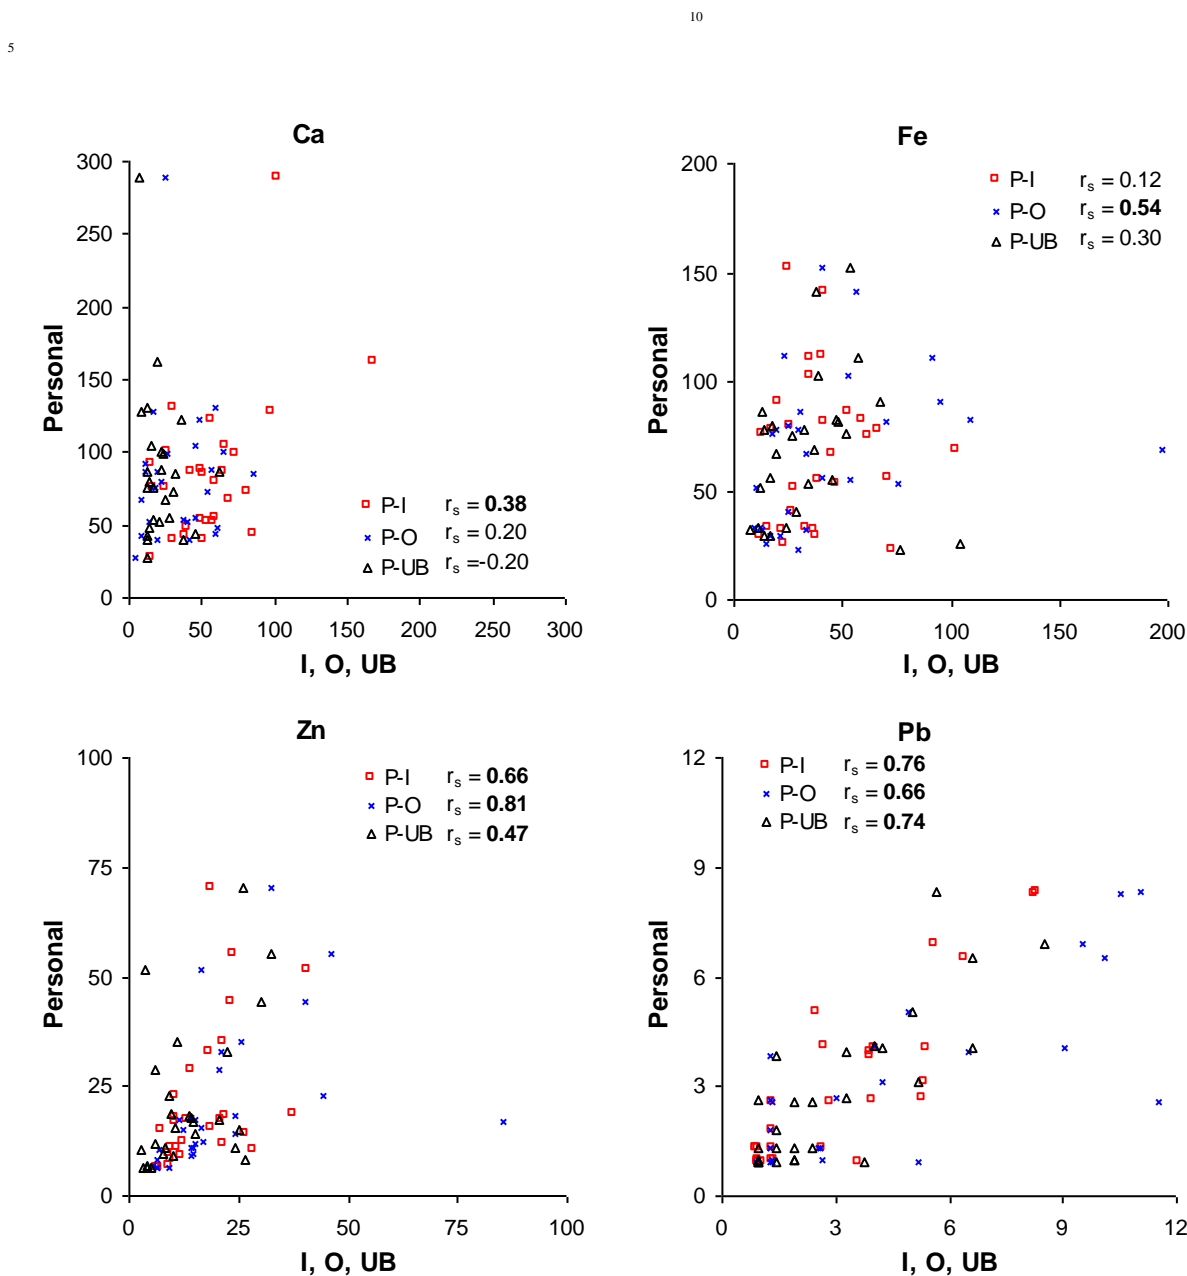 10
5
Ca
300
250
200
150
100
50
0
Personal
P-I rs = 0.38
P-O rs = 0.20
P-UB rs =-0.20
0 50 100 150 200 250 300
I, O, UB
Fe
200
150
100
50
0
Personal
P-I rs = 0.12
P-O rs = 0.54
P-UB rs = 0.30
0 50 100 150 200
I, O, UB
Zn
100
75
50
25
0
Personal
P-I rs = 0.66
P-O rs = 0.81
P-UB rs = 0.47
0 25 50 75 100
I, O, UB
Pb
12
9
6
3
0
Personal
P-I rs = 0.76
P-O rs = 0.66
P-UB rs = 0.74
0 3 6 9 12
I, O, UB